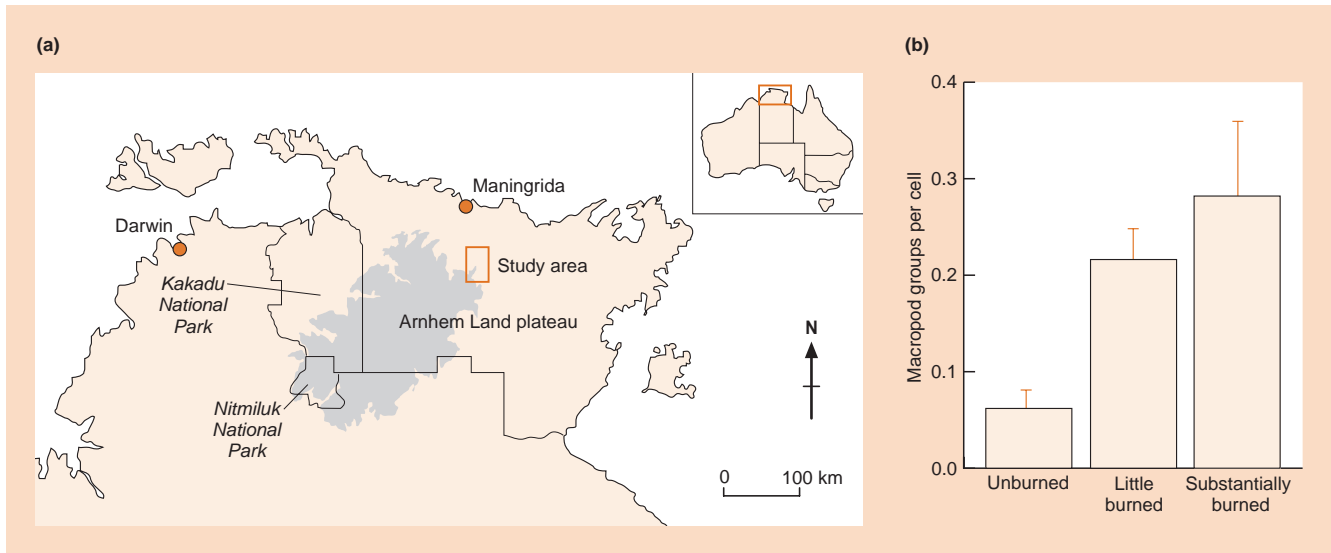 (a)
Maningrida
Darwin
Study area
Kakadu
National
Park
Arnhem Land plateau
N
Nitmiluk
National
Park
0 100 km
(b)
Macropod groups per cell
0.4
0.3
0.2
0.1
0.0
Unburned
Little
burned
Substantially
burned